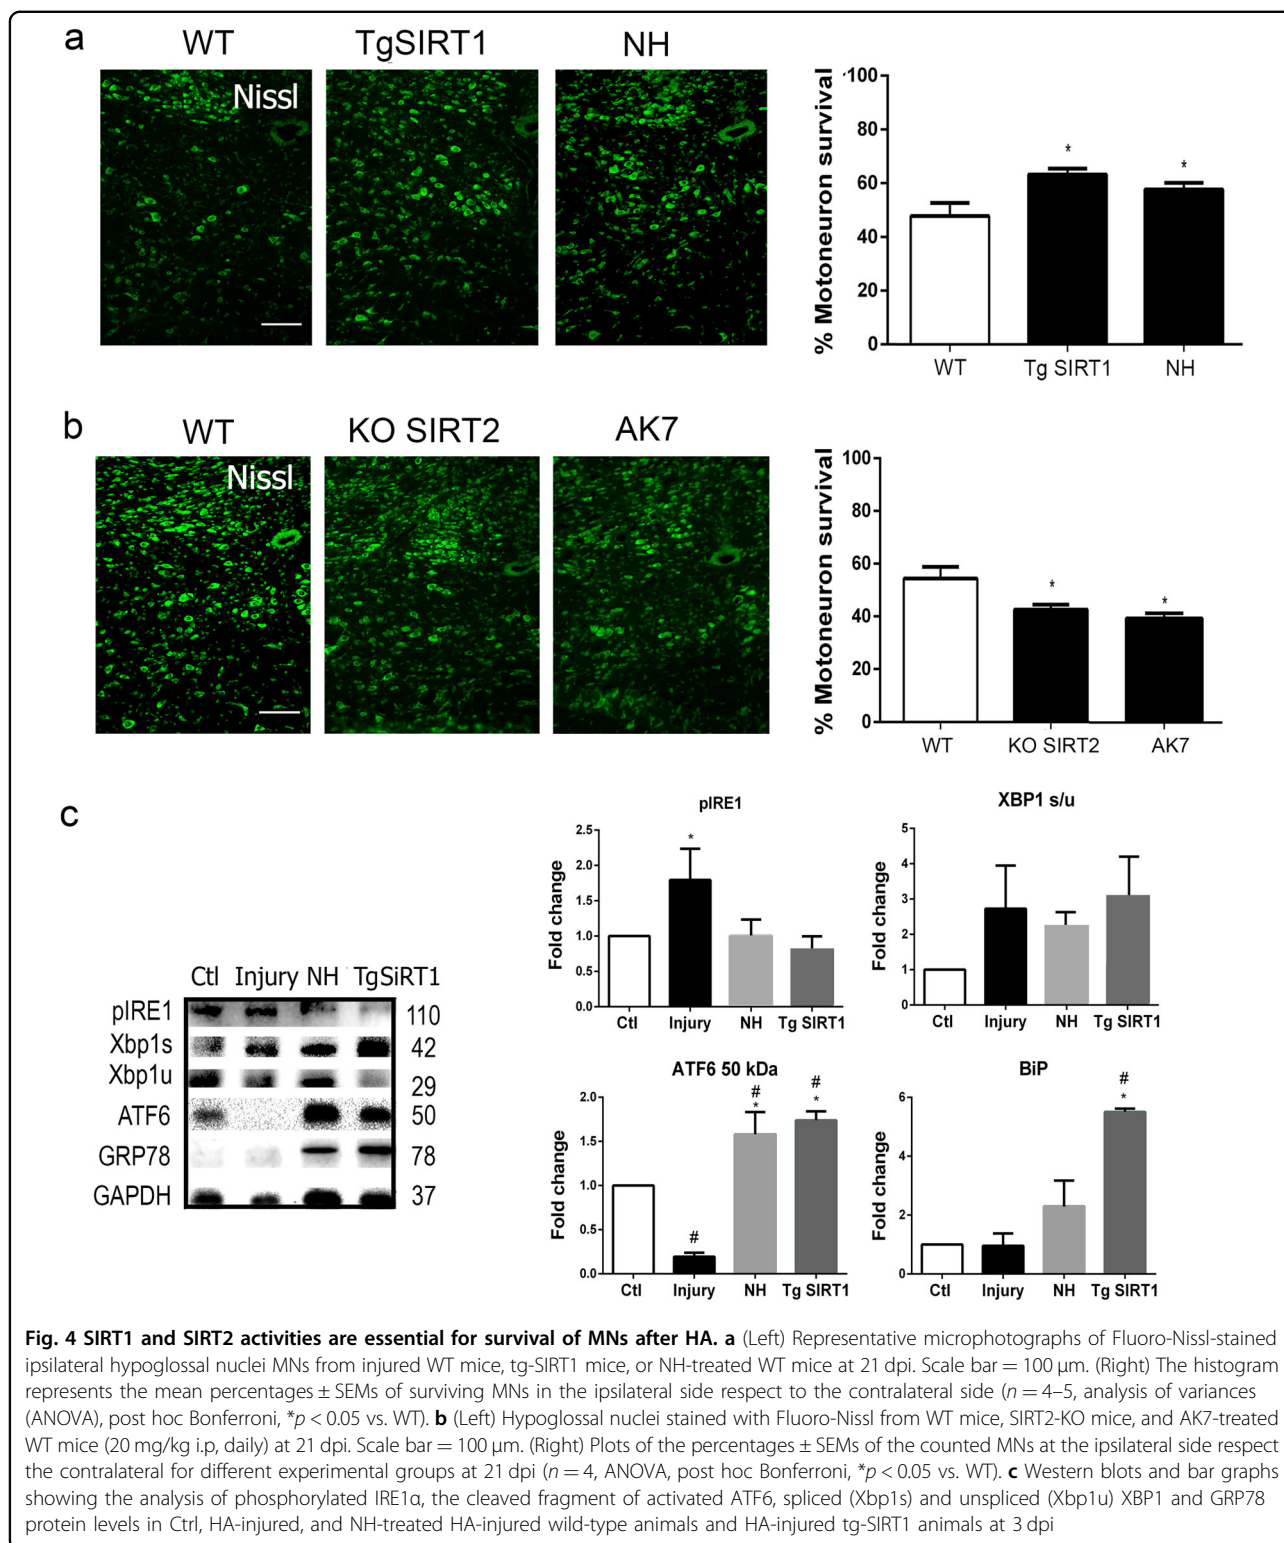 a
WT TgSIRT1 NH
Nissl
% Motoneuron survival
100
80
60
40
20
0
* *
WT Tg SIRT1 NH
b
WT KO SIRT2 AK7
Nissl
% Motoneuron survival
100
80
60
40
20
0
* *
WT KO SIRT2 AK7
c
Ctl Injury NH TgSiRT1
pIRE1 110
Xbp1s 42
Xbp1u 29
ATF6 50
GRP78 78
GAPDH 37
pIRE1
Fold change
2.5
2.0
1.5
1.0
0.5
0.0
*
Ctl Injury NH Tg SIRT1
XBP1 s/u
Fold change
5
4
3
2
1
0
Ctl Injury NH Tg SIRT1
ATF6 50 kDa
Fold change
2.0
1.5
1.0
0.5
0.0
# # #
* *
Ctl Injury NH Tg SIRT1
BiP
Fold change
6
4
2
0
#
*
Ctl Injury NH Tg SIRT1
Fig. 4 SIRT1 and SIRT2 activities are essential for survival of MNs after HA. a (Left) Representative microphotographs of Fluoro-Nissl-stained
ipsilateral hypoglossal nuclei MNs from injured WT mice, tg-SIRT1 mice, or NH-treated WT mice at 21 dpi. Scale bar = 100 µm. (Right) The histogram
represents the mean percentages ± SEMs of surviving MNs in the ipsilateral side respect to the contralateral side (n = 4–5, analysis of variances
(ANOVA), post hoc Bonferroni, *p < 0.05 vs. WT). b (Left) Hypoglossal nuclei stained with Fluoro-Nissl from WT mice, SIRT2-KO mice, and AK7-treated
WT mice (20 mg/kg i.p, daily) at 21 dpi. Scale bar = 100 µm. (Right) Plots of the percentages ± SEMs of the counted MNs at the ipsilateral side respect
the contralateral for different experimental groups at 21 dpi (n = 4, ANOVA, post hoc Bonferroni, *p < 0.05 vs. WT). c Western blots and bar graphs
showing the analysis of phosphorylated IRE1α, the cleaved fragment of activated ATF6, spliced (Xbp1s) and unspliced (Xbp1u) XBP1 and GRP78
protein levels in Ctrl, HA-injured, and NH-treated HA-injured wild-type animals and HA-injured tg-SIRT1 animals at 3 dpi